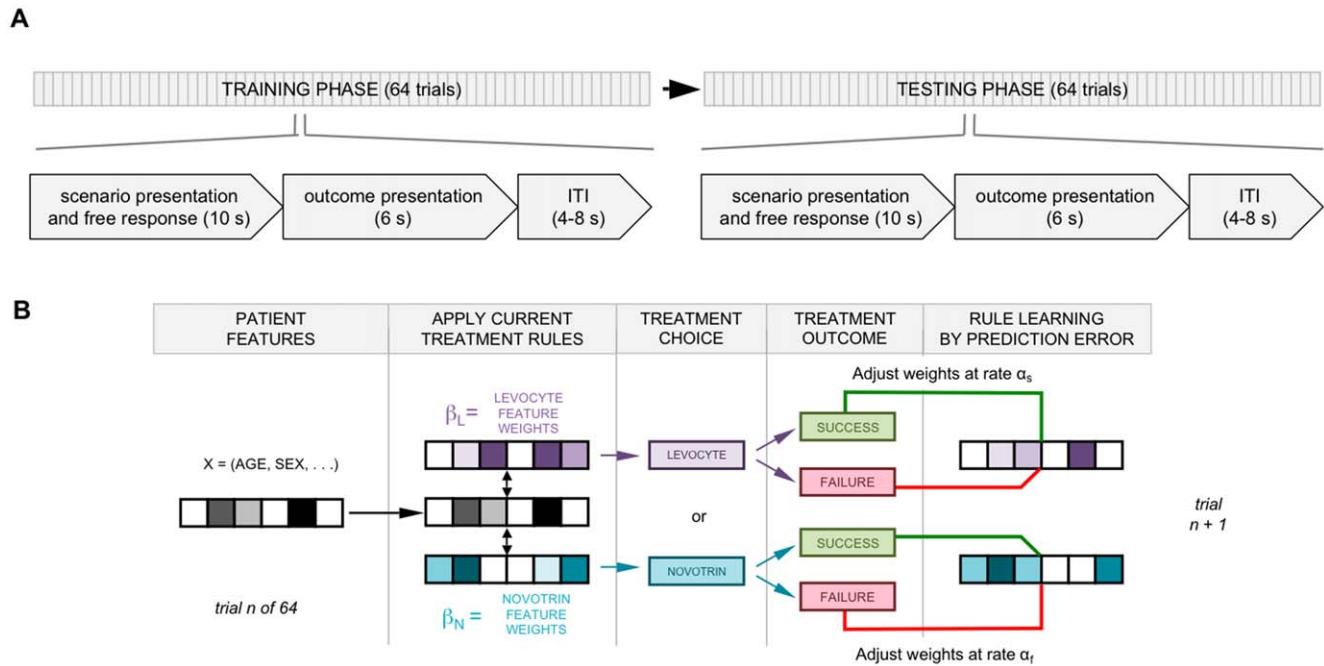 A
TRAINING PHASE (64 trials)
TESTING PHASE (64 trials)
scenario presentation
and free response (10 s)
outcome presentation
(6 s)
ITI
(4-8 s)
scenario presentation
and free response (10 s)
outcome presentation
(6 s)
ITI
(4-8 s)
B
PATIENT
FEATURES
APPLY CURRENT
TREATMENT RULES
TREATMENT
CHOICE
TREATMENT
OUTCOME
RULE LEARNING
BY PREDICTION ERROR
Adjust weights at rate αs
βL =
LEVOCYTE
FEATURE
WEIGHTS
SUCCESS
X = (AGE, SEX, . . .)
LEVOCYTE
FAILURE
or
trial
n + 1
SUCCESS
NOVOTRIN
FAILURE
trial n of 64
βN =
NOVOTRIN
FEATURE
WEIGHTS
Adjust weights at rate αf